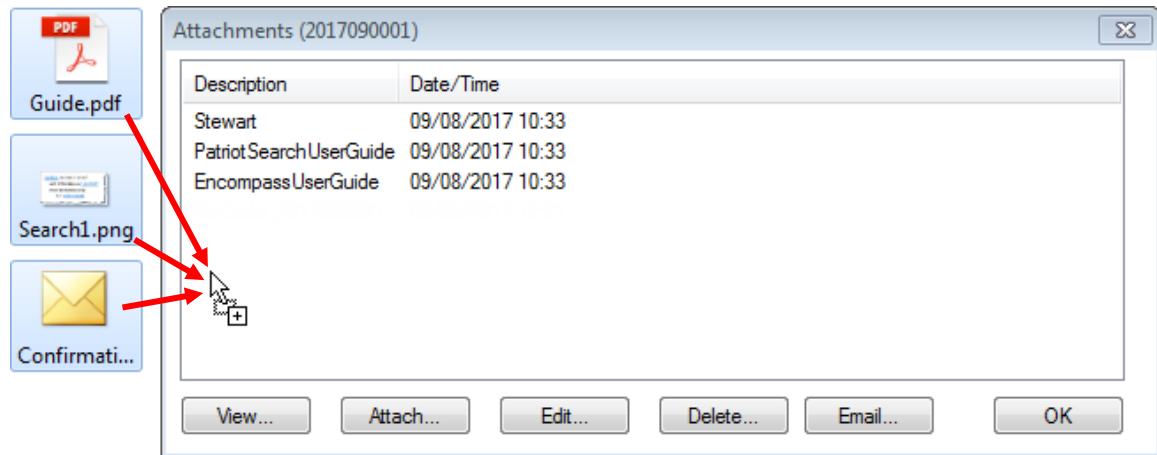 PDF
Guide.pdf
Search1.png
Confirmati...
Attachments (2017090001)
Description Date/Time
Stewart 09/08/2017 10:33
PatriotSearchUserGuide 09/08/2017 10:33
EncompassUserGuide 09/08/2017 10:33
View... Attach... Edit... Delete... Email... OK